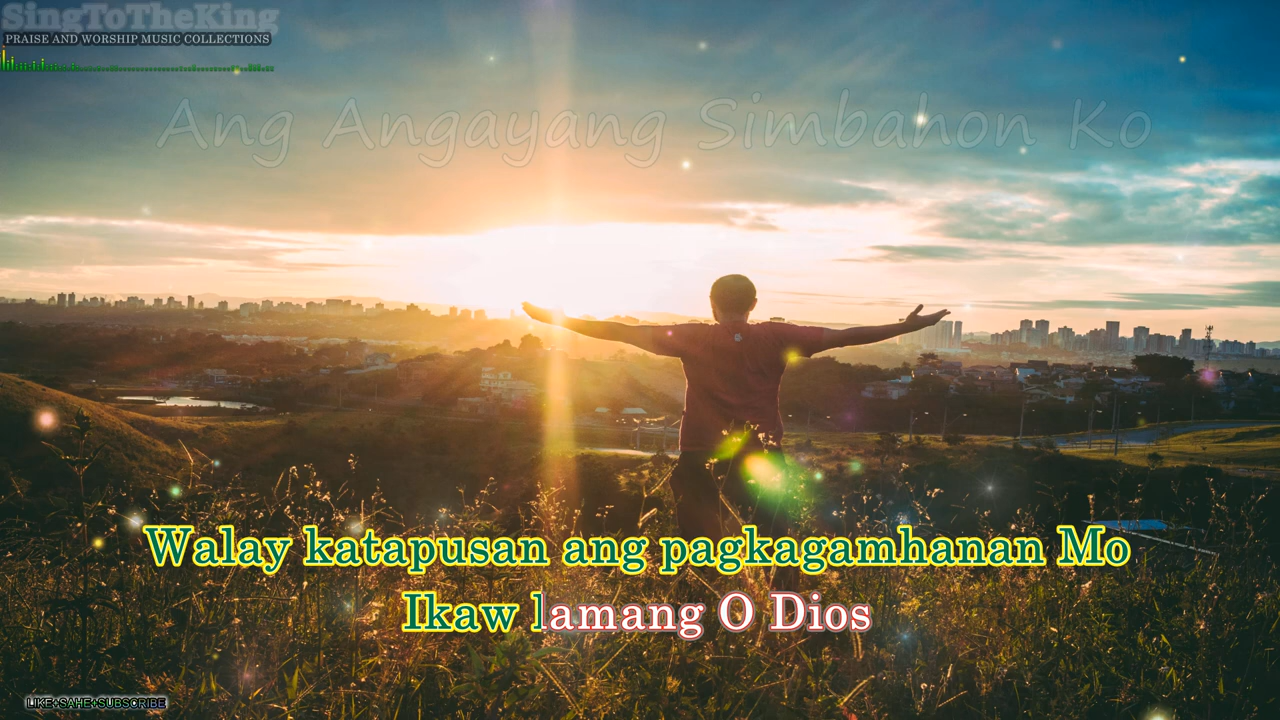 SingToTheKing
PRAISE AND WORSHIP MUSIC COLLECTIONS
Ang Angayang Simbahon Ko
Walay katapusan ang pagkagamhanan Mo
Ikaw lamang O Dios
LIKE+SAHE+SUBSCRIBE